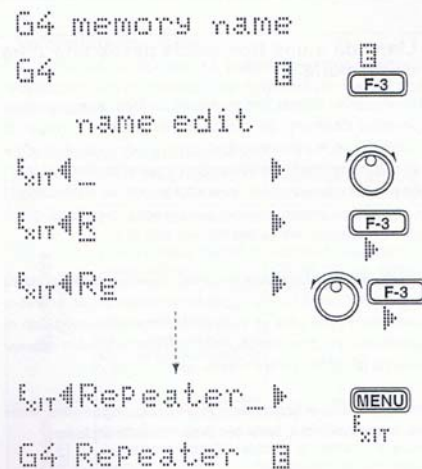 G4 memory name
G4 E E
F-3
name edit
EXIT _
EXIT R F-3
EXIT Re F-3
EXIT Repeater_ MENU
EXIT
G4 Repeater E